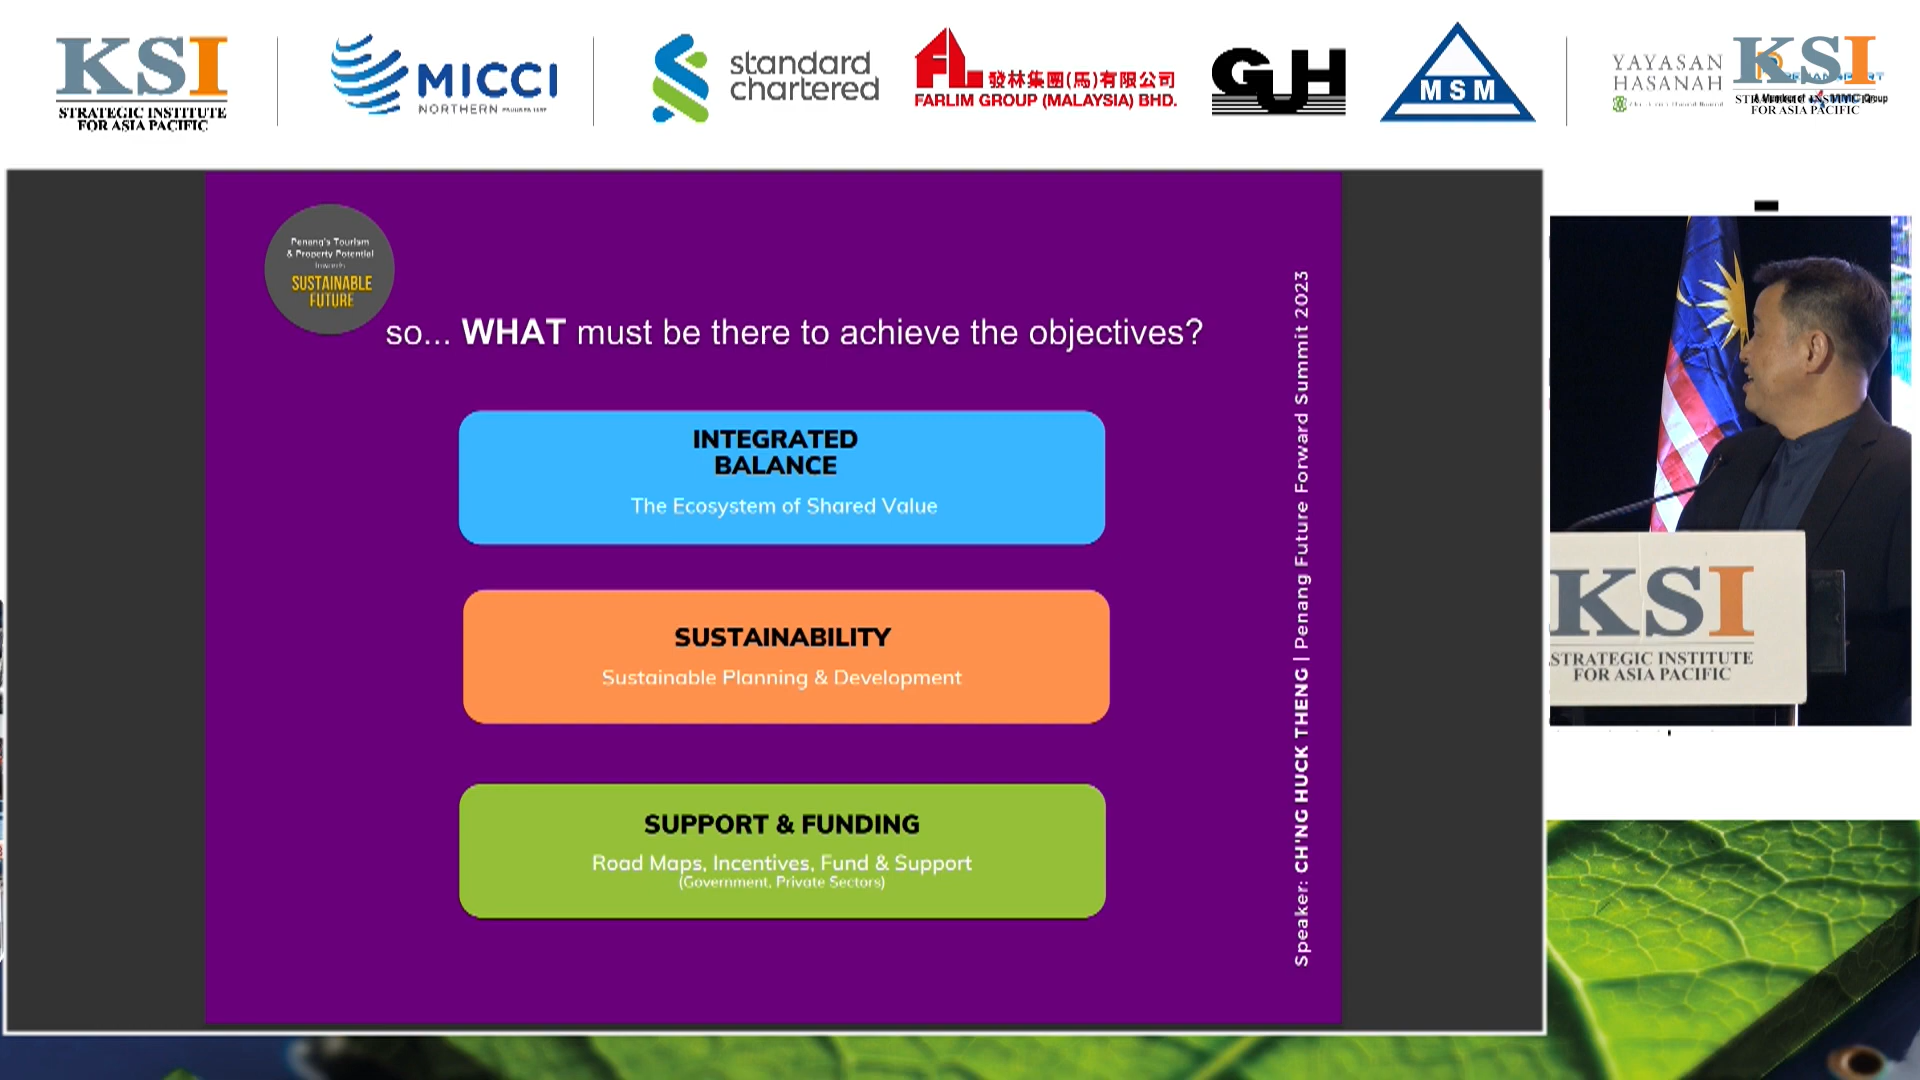 KSI
STRATEGIC INSTITUTE
FOR ASIA PACIFIC
MICCI
NORTHERN
standard
chartered
FL 發林集團(馬)有限公司
FARLIM GROUP (MALAYSIA) BHD.
GUH
MSM
YAYASAN
HASANAH
KSI
FOR ASIA PACIFIC
Penang's Tourism
& Property Potential
towards
SUSTAINABLE
FUTURE
so... WHAT must be there to achieve the objectives?
INTEGRATED
BALANCE
The Ecosystem of Shared Value
SUSTAINABILITY
Sustainable Planning & Development
SUPPORT & FUNDING
Road Maps, Incentives, Fund & Support
(Government, Private Sectors)
Speaker: CH'NG HUCK THENG | Penang Future Forward Summit 2023
KSI
STRATEGIC INSTITUTE
FOR ASIA PACIFIC